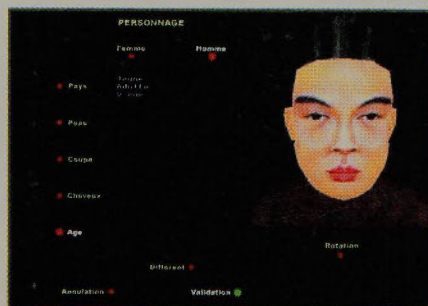 PERSONNAGE
Femme Homme
Pays
Jeune
Adulte
Peau
Coupe
Cheveux
Age
Rotation
Différent
Annulation Validation